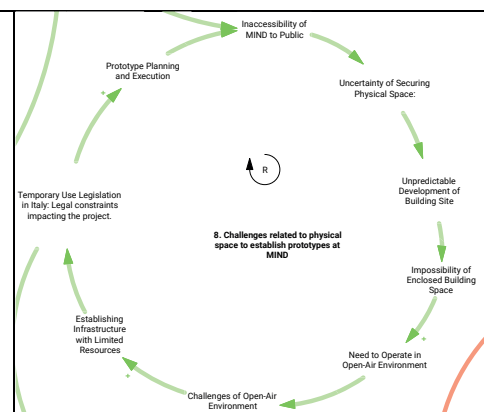 Inaccessibility of
MIND to Public
Prototype Planning
and Execution
+
Uncertainty of Securing
Physical Space:
R
Temporary Use Legislation
in Italy: Legal constraints
impacting the project.
Unpredictable
Development of
Building Site
8. Challenges related to physical
space to establish prototypes at
MIND
Impossibility of
Enclosed Building
Space
Establishing
Infrastructure
with Limited
Resources
+
Need to Operate in
Open-Air Environment
+
Challenges of Open-Air
Environment